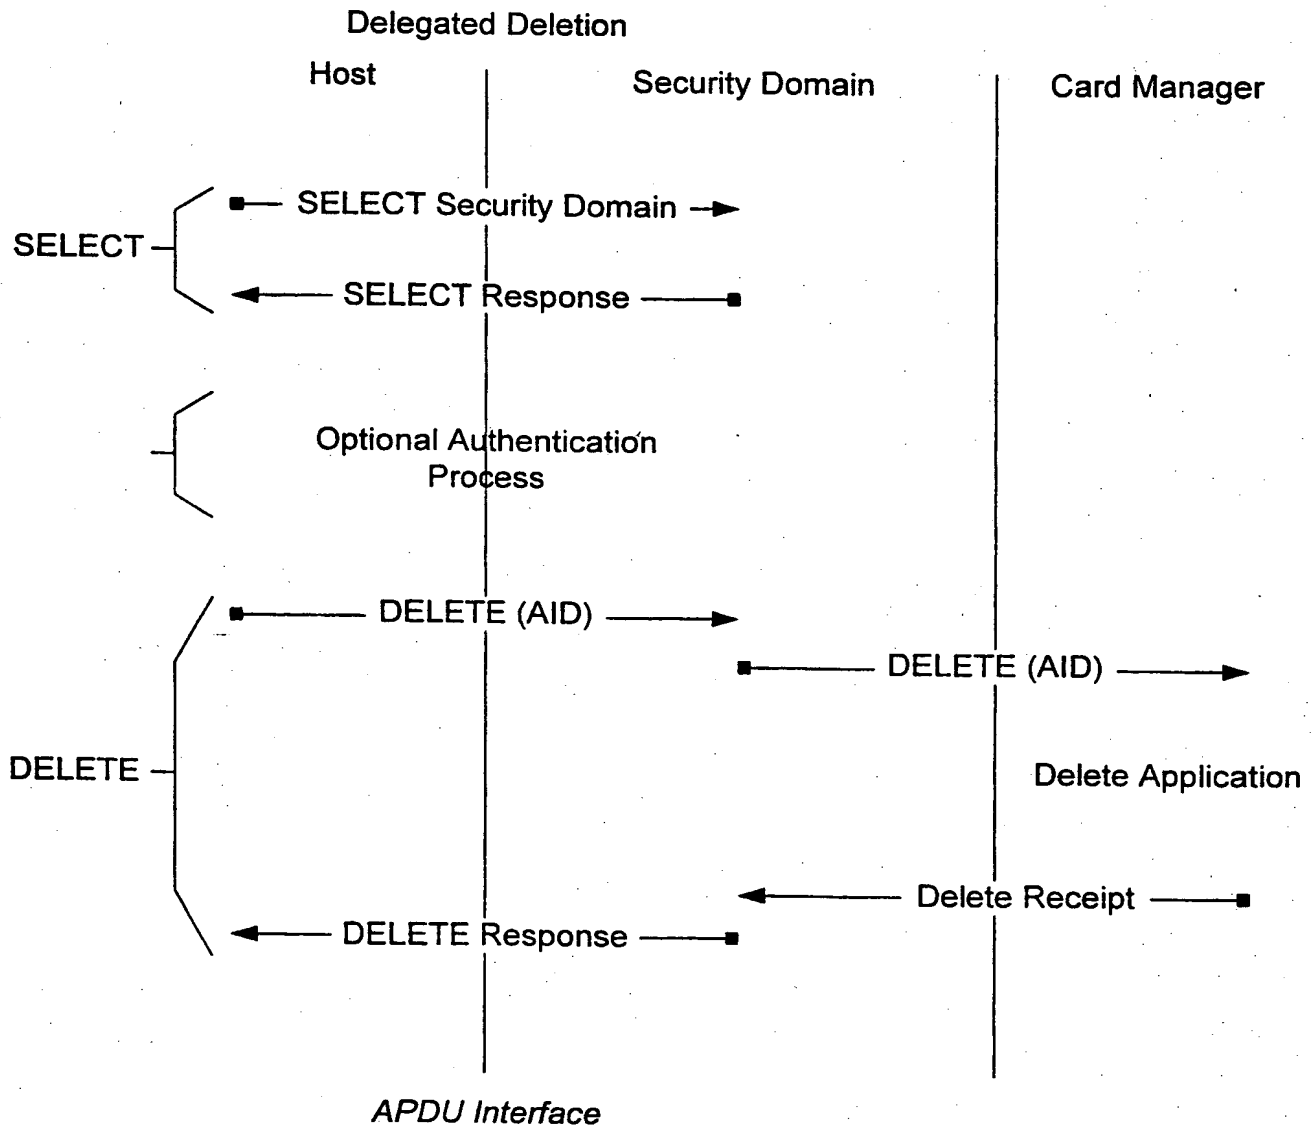 Delegated Deletion
Host
Security Domain
Card Manager
SELECT Security Domain
SELECT
SELECT Response
Optional Authentication
Process
DELETE (AID)
DELETE (AID)
DELETE
Delete Application
Delete Receipt
DELETE Response
APDU Interface